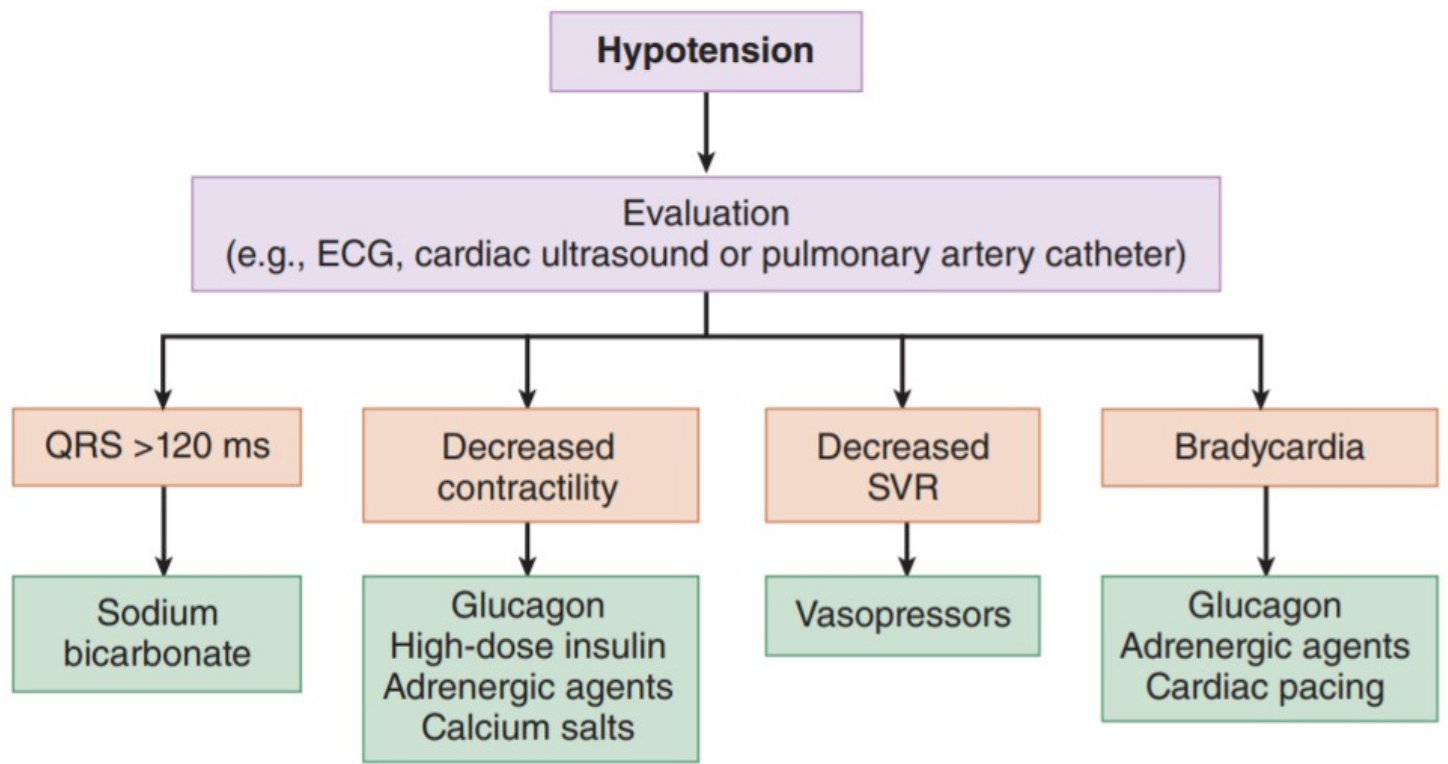 Hypotension
Evaluation
(e.g., ECG, cardiac ultrasound or pulmonary artery catheter)
QRS >120 ms
Decreased
contractility
Decreased
SVR
Bradycardia
Sodium
bicarbonate
Glucagon
High-dose insulin
Adrenergic agents
Calcium salts
Vasopressors
Glucagon
Adrenergic agents
Cardiac pacing